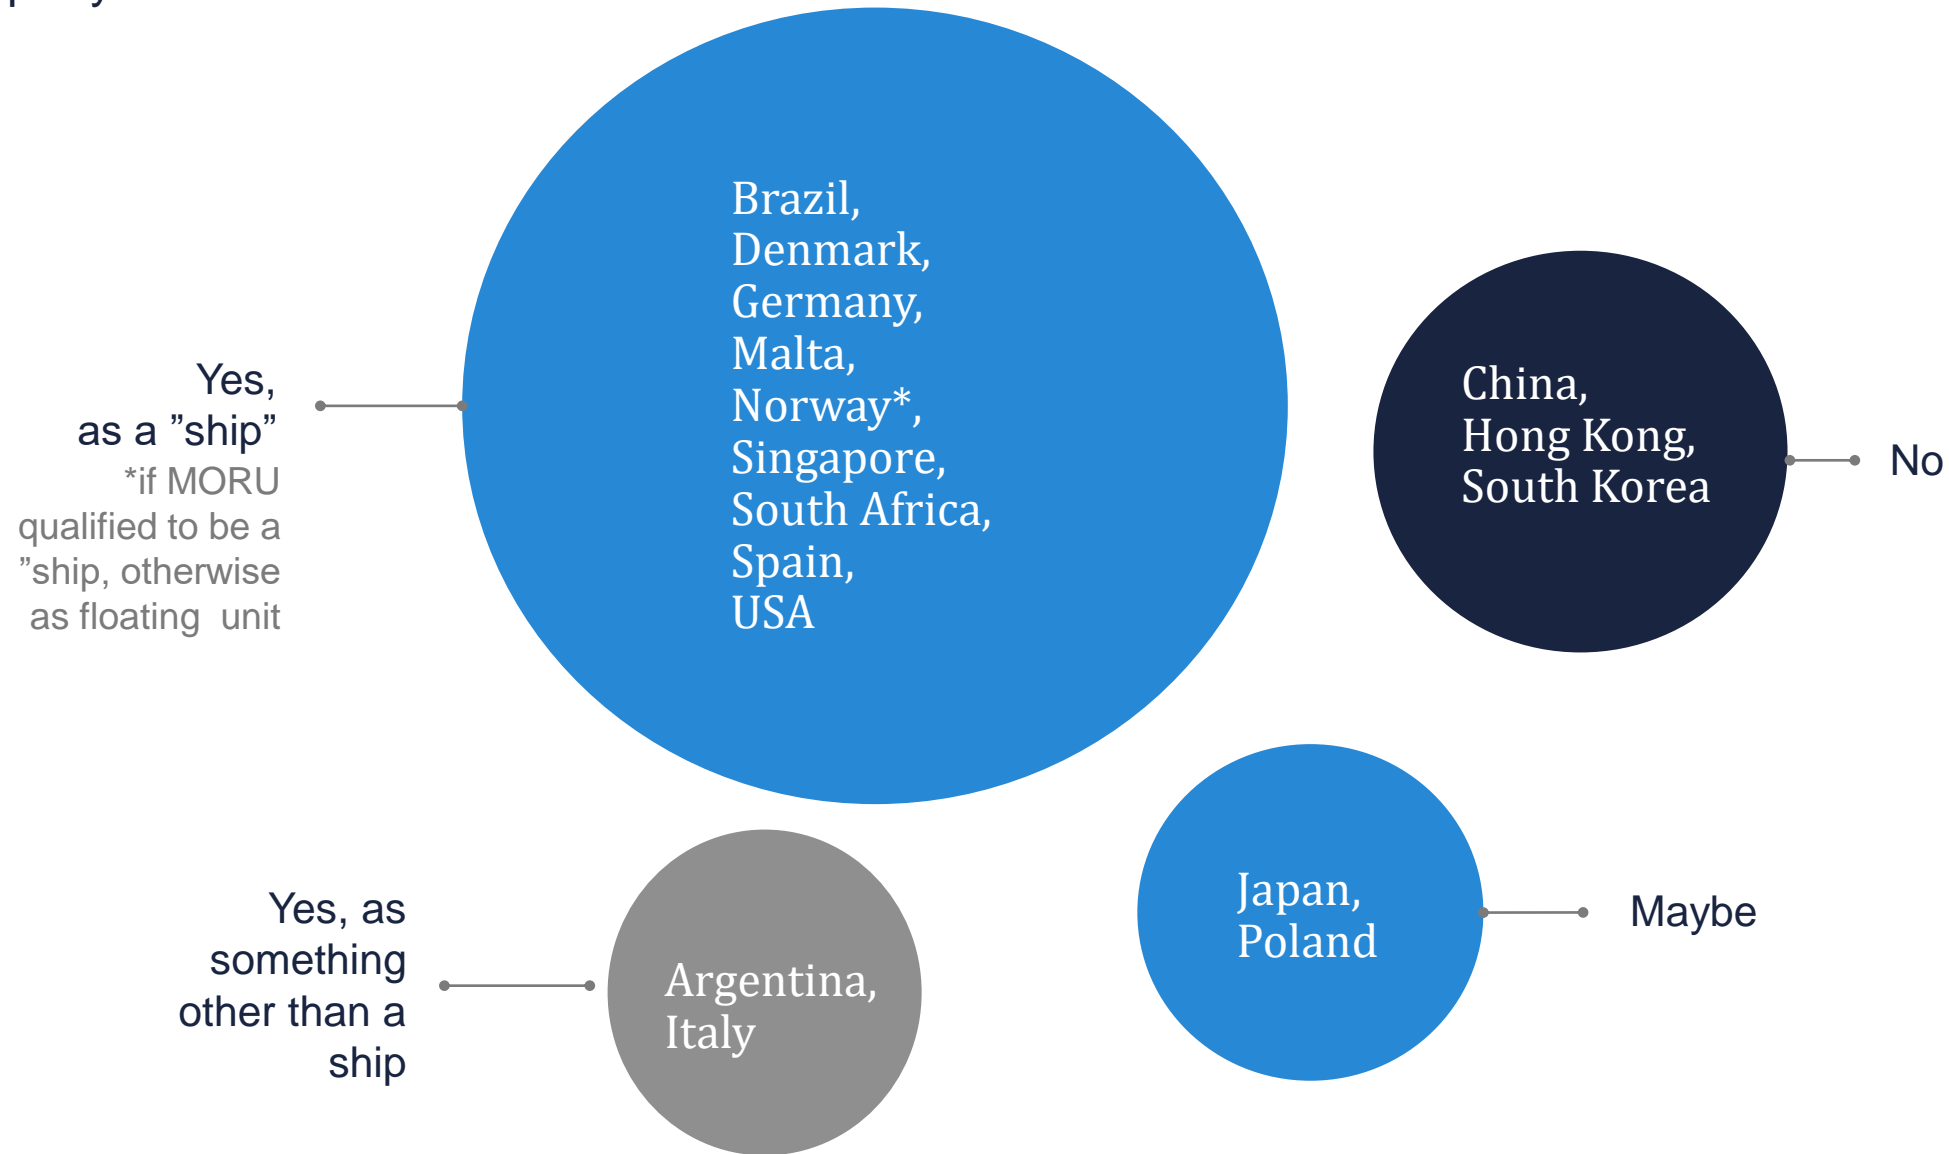 Brazil,
Denmark,
Germany,
Malta,
Norway*,
Singapore,
South Africa,
Spain,
USA
Yes,
as a ”ship”
*if MORU
qualified to be a
”ship, otherwise
as floating unit
China,
Hong Kong,
South Korea
No
Yes, as
something
other than a
ship
Argentina,
Italy
Japan,
Poland
Maybe